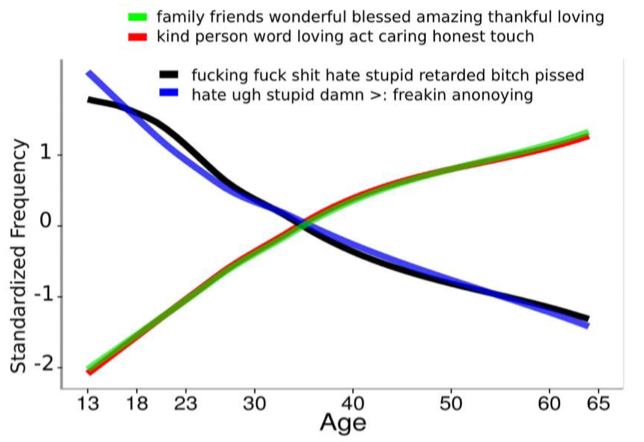 family friends wonderful blessed amazing thankful loving
kind person word loving act caring honest touch
fucking fuck shit hate stupid retarded bitch pissed
hate ugh stupid damn >: freakin anonoying
Standardized Frequency
1
0
-1
-2
13 18 23 30 40 50 60 65
Age